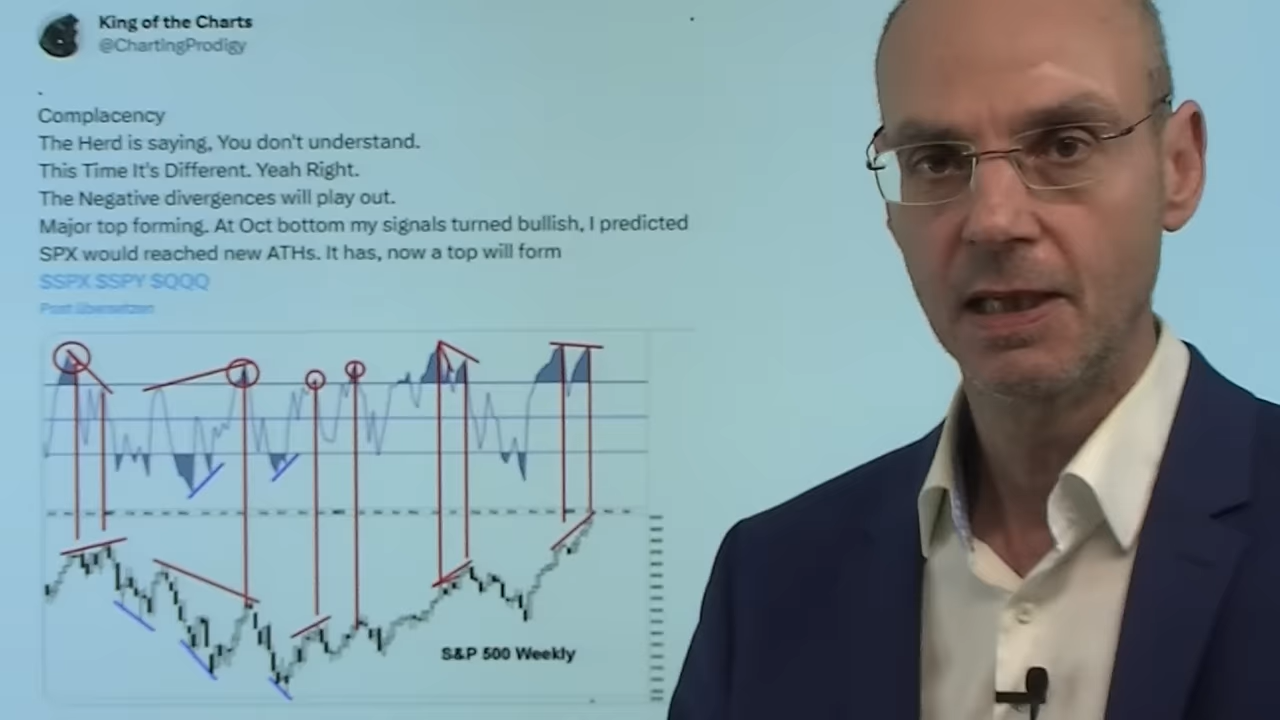 King of the Charts
@ChartingProdigy
.
Complacency
The Herd is saying, You don't understand.
This Time It's Different. Yeah Right.
The Negative divergences will play out.
Major top forming. At Oct bottom my signals turned bullish, I predicted
SPX would reached new ATHs. It has, now a top will form
$SPX $SPY $QQQ
Post übersetzen
S&P 500 Weekly